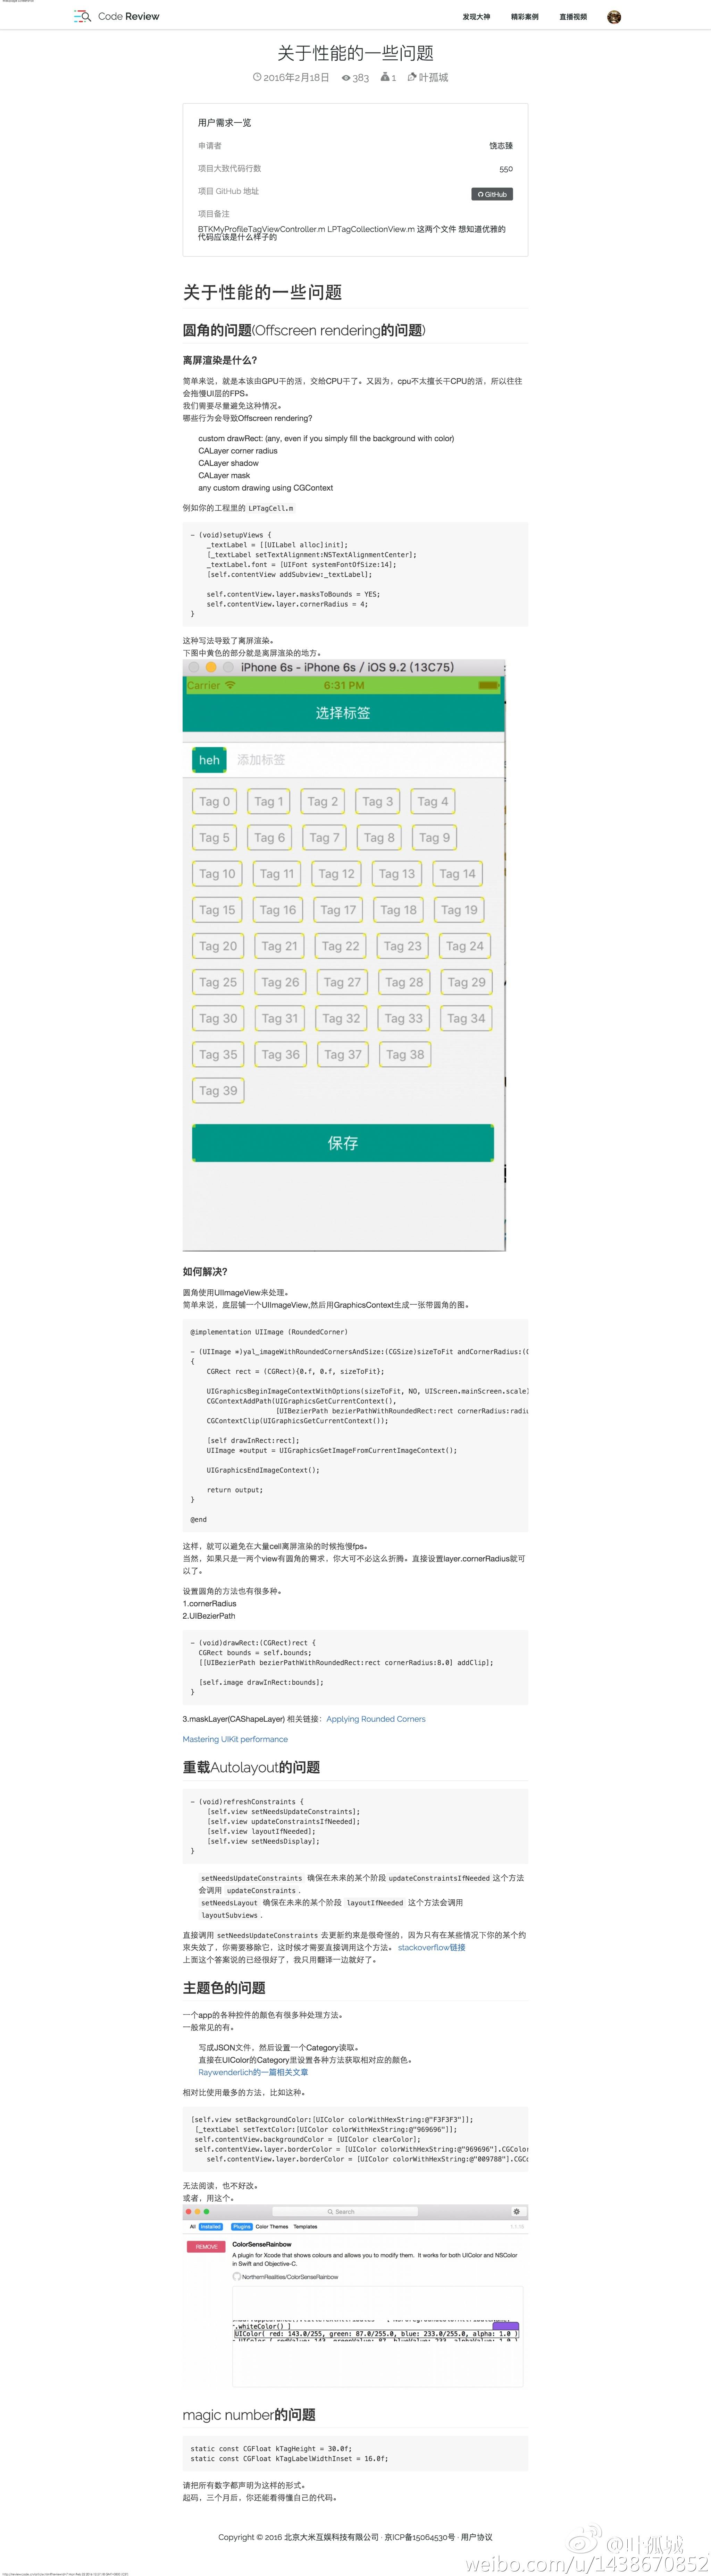 Code Review
发现大神 精彩案例 直播视频
关于性能的一些问题
2016年2月18日 383 1 叶孤城
用户需求一览
申请者 饶志臻
项目大致代码行数 550
项目 GitHub 地址 GitHub
项目备注
BTKMyProfileTagViewController.m LPTagCollectionView.m 这两个文件 想知道优雅的
代码应该是什么样子的
关于性能的一些问题
圆角的问题(Offscreen rendering的问题)
离屏渲染是什么?
简单来说，就是本该由GPU干的活，交给CPU干了。又因为，cpu不太擅长干CPU的活，所以往往
会拖慢UI层的FPS。
我们需要尽量避免这种情况。
哪些行为会导致Offscreen rendering?
custom drawRect: (any, even if you simply fill the background with color)
CALayer corner radius
CALayer shadow
CALayer mask
any custom drawing using CGContext
例如你的工程里的 LPTagCell.m
- (void)setupViews {
_textLabel = [[UILabel alloc]init];
[_textLabel setTextAlignment:NSTextAlignmentCenter];
_textLabel.font = [UIFont systemFontOfSize:14];
[self.contentView addSubview:_textLabel];
self.contentView.layer.masksToBounds = YES;
self.contentView.layer.cornerRadius = 4;
}
这种写法导致了离屏渲染。
下图中黄色的部分就是离屏渲染的地方。
iPhone 6s - iPhone 6s / iOS 9.2 (13C75)
Carrier 6:31 PM
选择标签
heh 添加标签
Tag 0 Tag 1 Tag 2 Tag 3 Tag 4
Tag 5 Tag 6 Tag 7 Tag 8 Tag 9
Tag 10 Tag 11 Tag 12 Tag 13 Tag 14
Tag 15 Tag 16 Tag 17 Tag 18 Tag 19
Tag 20 Tag 21 Tag 22 Tag 23 Tag 24
Tag 25 Tag 26 Tag 27 Tag 28 Tag 29
Tag 30 Tag 31 Tag 32 Tag 33 Tag 34
Tag 35 Tag 36 Tag 37 Tag 38
Tag 39
保存
如何解决?
圆角使用UIImageView来处理。
简单来说，底层铺一个UIImageView,然后用GraphicsContext生成一张带圆角的图。
@implementation UIImage (RoundedCorner)
- (UIImage *)yal_imageWithRoundedCornersAndSize:(CGSize)sizeToFit andCornerRadius:(C
{
CGRect rect = (CGRect){0.f, 0.f, sizeToFit};
UIGraphicsBeginImageContextWithOptions(sizeToFit, NO, UIScreen.mainScreen.scale)
CGContextAddPath(UIGraphicsGetCurrentContext(),
[UIBezierPath bezierPathWithRoundedRect:rect cornerRadius:radiu
CGContextClip(UIGraphicsGetCurrentContext());
[self drawInRect:rect];
UIImage *output = UIGraphicsGetImageFromCurrentImageContext();
UIGraphicsEndImageContext();
return output;
}
@end
这样，就可以避免在大量cell离屏渲染的时候拖慢fps。
当然，如果只是一两个view有圆角的需求，你大可不必这么折腾。直接设置layer.cornerRadius就可
以了。
设置圆角的方法也有很多种。
1.cornerRadius
2.UIBezierPath
- (void)drawRect:(CGRect)rect {
CGRect bounds = self.bounds;
[[UIBezierPath bezierPathWithRoundedRect:rect cornerRadius:8.0] addClip];
[self.image drawInRect:bounds];
}
3.maskLayer(CAShapeLayer) 相关链接：Applying Rounded Corners
Mastering UIKit performance
重载Autolayout的问题
- (void)refreshConstraints {
[self.view setNeedsUpdateConstraints];
[self.view updateConstraintsIfNeeded];
[self.view layoutIfNeeded];
[self.view setNeedsDisplay];
}
setNeedsUpdateConstraints 确保在未来的某个阶段 updateConstraintsIfNeeded 这个方法
会调用 updateConstraints .
setNeedsLayout 确保在未来的某个阶段 layoutIfNeeded 这个方法会调用
layoutSubviews .
直接调用 setNeedsUpdateConstraints 去更新约束是很奇怪的，因为只有在某些情况下你的某个约
束失效了，你需要移除它，这时候才需要直接调用这个方法。 stackoverflow链接
上面这个答案说的已经很好了，我只用翻译一边就好了。
主题色的问题
一个app的各种控件的颜色有很多种处理方法。
一般常见的有。
写成JSON文件，然后设置一个Category读取。
直接在UIColor的Category里设置各种方法获取相对应的颜色。
Raywenderlich的一篇相关文章
相对比使用最多的方法，比如这种。
[self.view setBackgroundColor:[UIColor colorWithHexString:@"F3F3F3"]];
[_textLabel setTextColor:[UIColor colorWithHexString:@"969696"]];
self.contentView.backgroundColor = [UIColor clearColor];
self.contentView.layer.borderColor = [UIColor colorWithHexString:@"969696"].CGColor
self.contentView.layer.borderColor = [UIColor colorWithHexString:@"009788"].CGCo
无法阅读，也不好改。
或者，用这个。
Search
All Installed Plugins Color Themes Templates
REMOVE ColorSenseRainbow
A plugin for Xcode that shows colours and allows you to modify them. It works for both UIColor and NSColor
in Swift and Objective-C.
NorthernRealities/ColorSenseRainbow
r.whiteColor() ]
UIColor( red: 143.0/255, green: 87.0/255.0, blue: 233.0/255.0, alpha: 1.0 )
magic number的问题
static const CGFloat kTagHeight = 30.0f;
static const CGFloat kTagLabelWidthInset = 16.0f;
请把所有数字都声明为这样的形式。
起码，三个月后，你还能看得懂自己的代码。
Copyright © 2016 北京大米互娱科技有限公司 · 京ICP备15064530号 · 用户协议
@叶孤城
weibo.com/u/1438670852